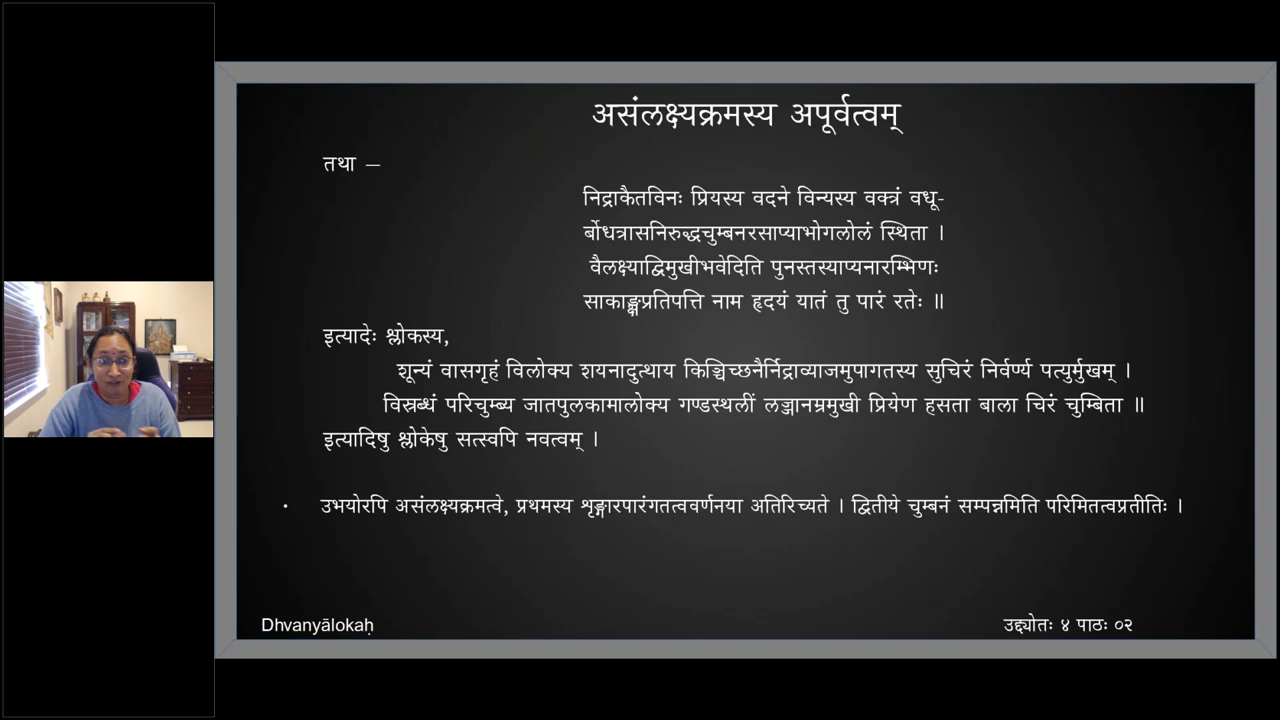 असंलक्ष्यक्रमस्य अपूर्वत्वम्
तथा –
निद्राकैतविनः प्रियस्य वदने विन्यस्य वक्त्रं वधू-
र्बोधत्रासनिरुद्धचुम्बनरसाप्याभोगलोलं स्थिता ।
वैलक्ष्याद्विमुखीभवेदिति पुनस्तस्याप्यनारम्भिणः
साकाङ्क्षप्रतिपत्ति नाम हृदयं यातं तु पारं रतेः ॥
इत्यादेः श्लोकस्य,
शून्यं वासगृहं विलोक्य शयनादुत्थाय किञ्चिच्छनैर्निद्राव्याजमुपागतस्य सुचिरं निर्वर्ण्य पत्युर्मुखम् ।
विस्रब्धं परिचुम्ब्य जातपुलकामालोक्य गण्डस्थलीं लज्जानम्रमुखी प्रियेण हसता बाला चिरं चुम्बिता ॥
इत्यादिषु श्लोकेषु सत्स्वपि नवत्वम् ।
• उभयोरपि असंलक्ष्यक्रमत्वे, प्रथमस्य शृङ्गारपारंगतत्ववर्णनया अतिरिच्यते । द्वितीये चुम्बनं सम्पन्नमिति परिमितत्वप्रतीतिः ।
Dhvanyālokaḥ
उद्द्योतः ४ पाठः ०२